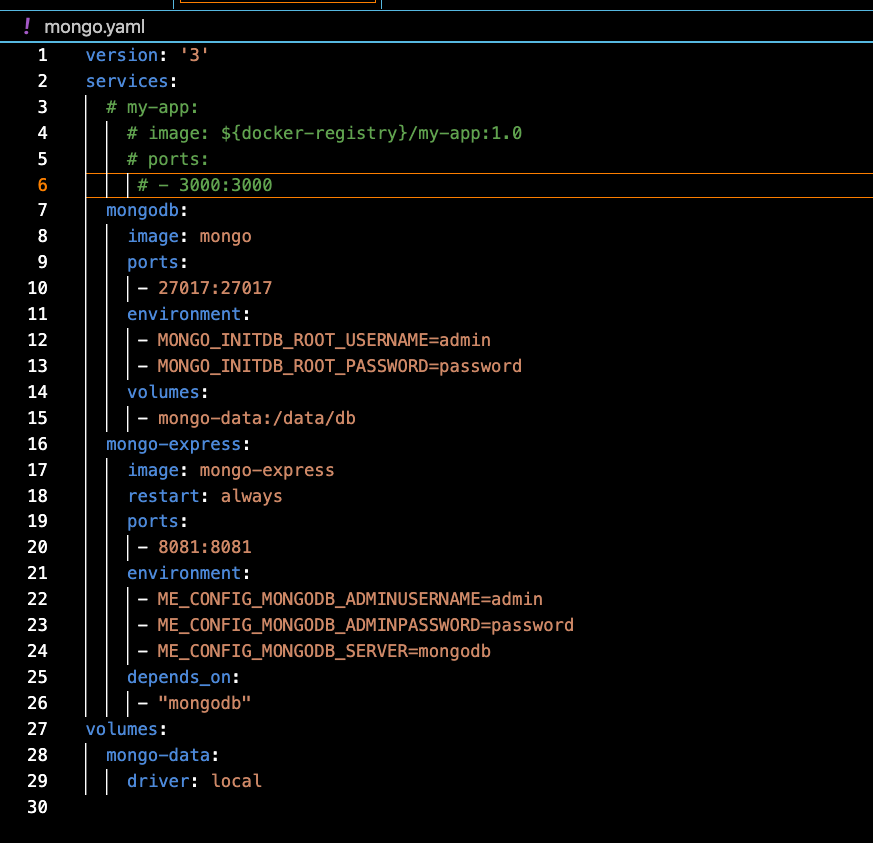 ! mongo.yaml
1 version: '3'
2 services:
3   # my-app:
4     # image: ${docker-registry}/my-app:1.0
5     # ports:
6      # - 3000:3000
7   mongodb:
8     image: mongo
9     ports:
10      - 27017:27017
11    environment:
12      - MONGO_INITDB_ROOT_USERNAME=admin
13      - MONGO_INITDB_ROOT_PASSWORD=password
14    volumes:
15      - mongo-data:/data/db
16  mongo-express:
17    image: mongo-express
18    restart: always
19    ports:
20      - 8081:8081
21    environment:
22      - ME_CONFIG_MONGODB_ADMINUSERNAME=admin
23      - ME_CONFIG_MONGODB_ADMINPASSWORD=password
24      - ME_CONFIG_MONGODB_SERVER=mongodb
25    depends_on:
26      - "mongodb"
27 volumes:
28  mongo-data:
29    driver: local
30